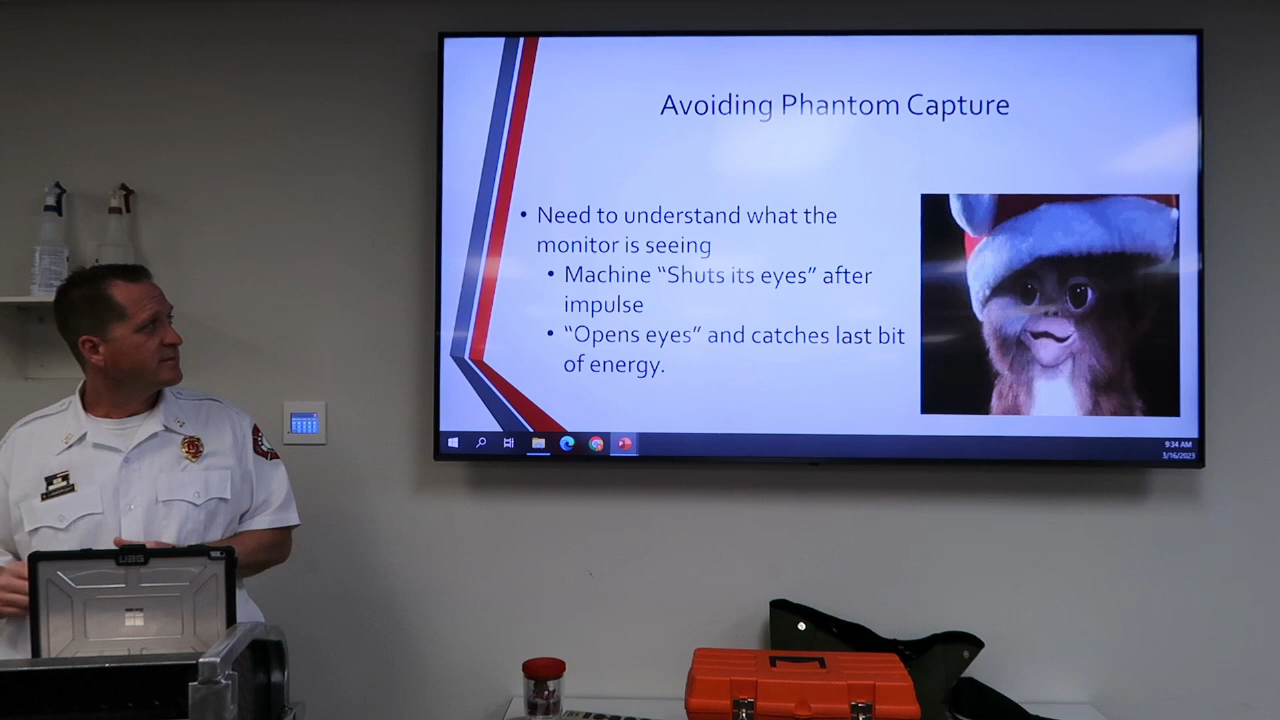 Avoiding Phantom Capture
• Need to understand what the
monitor is seeing
• Machine “Shuts its eyes” after
impulse
• “Opens eyes” and catches last bit
of energy.
9:34 AM
3/16/2023
UAG